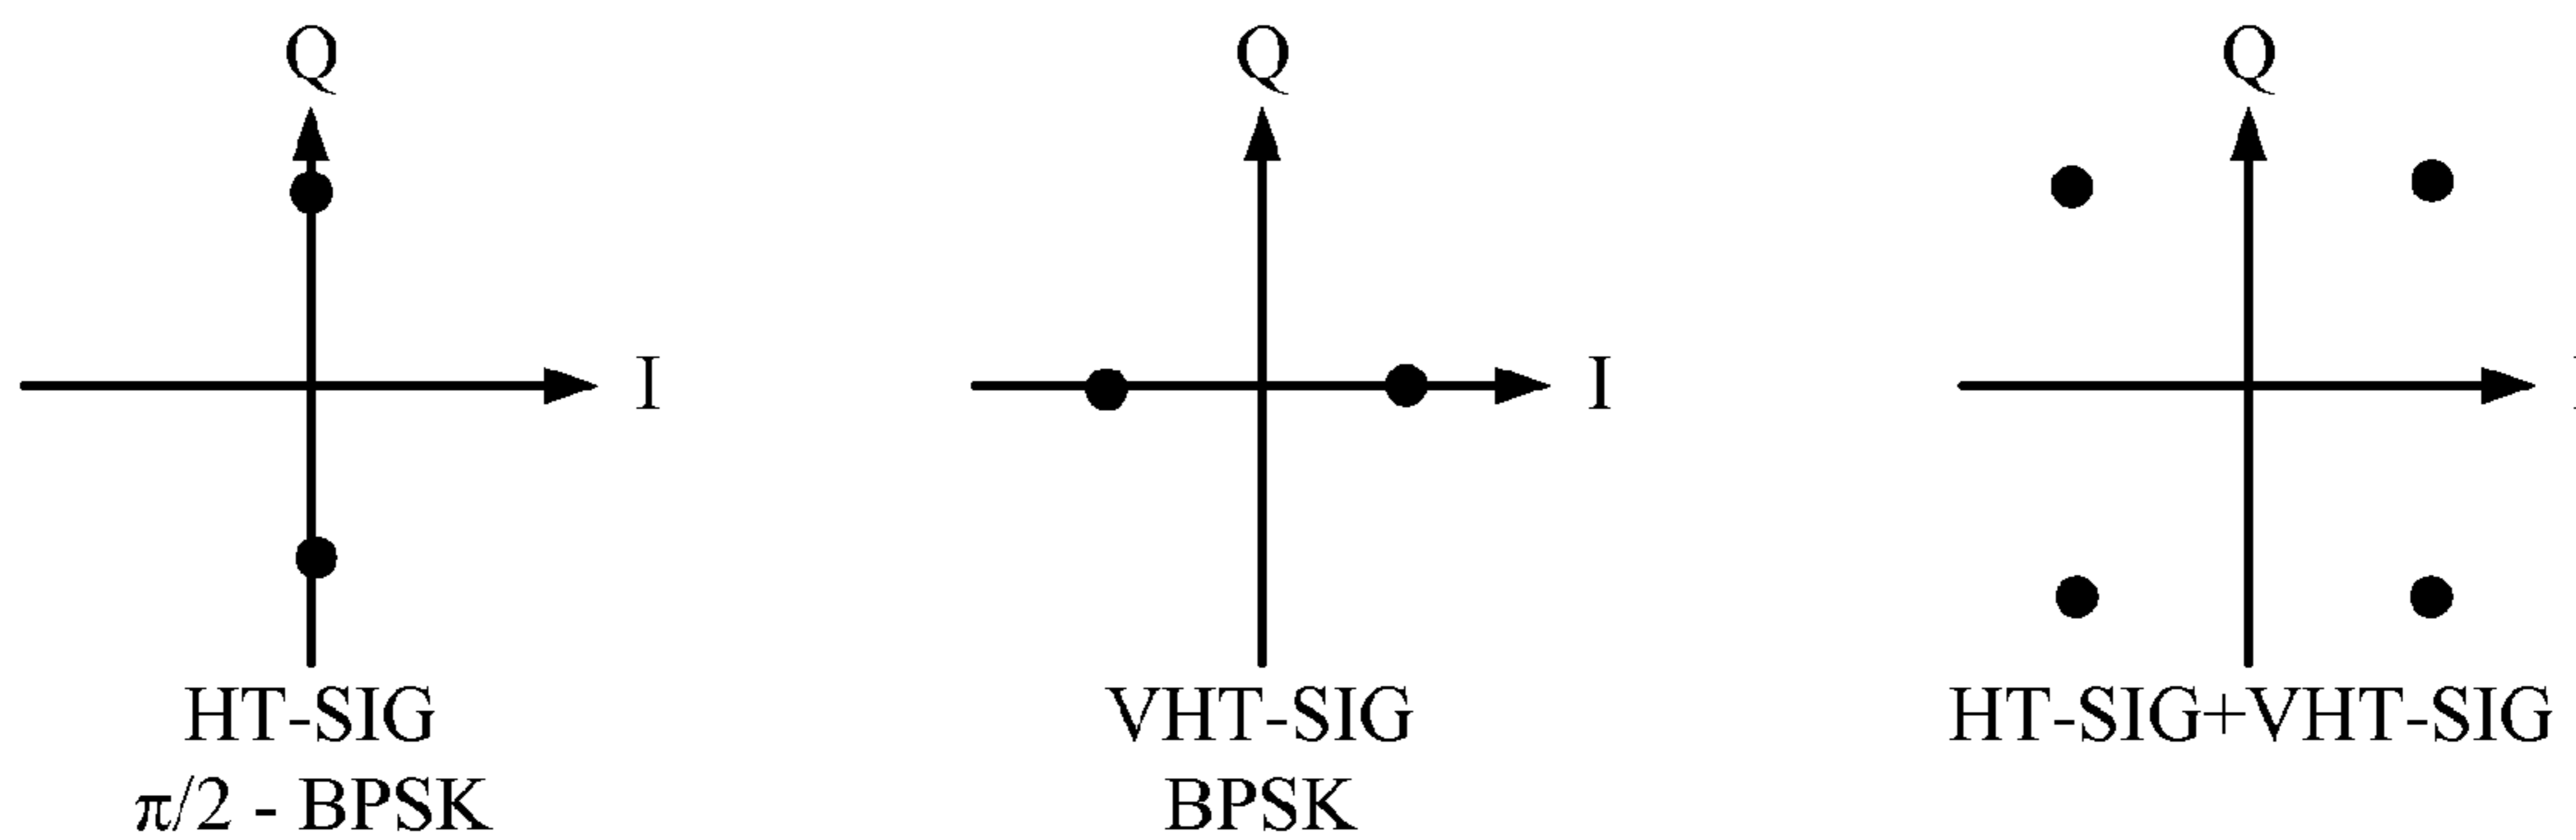 Q
Q
Q
I
I
HT-SIG
π/2 - BPSK
VHT-SIG
BPSK
HT-SIG+VHT-SIG